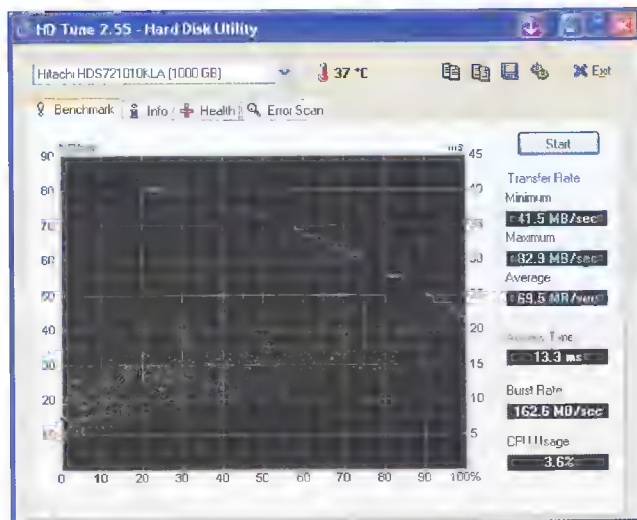 HD Tune 2.55 - Hard Disk Utility
Hitachi HDS721010KLA (1000 GB)
37 °C
Exit
Benchmark
Info
Health
Error Scan
Start
ms
90
80
70
60
50
40
30
20
10
45
40
35
30
25
20
15
10
5
0 10 20 30 40 50 60 70 80 90 100%
Transfer Rate
Minimum
41.5 MB/sec
Maximum
82.9 MB/sec
Average
69.5 MB/sec
Access Time
13.3 ms
Burst Rate
162.6 MB/sec
CPU Usage
3.6%